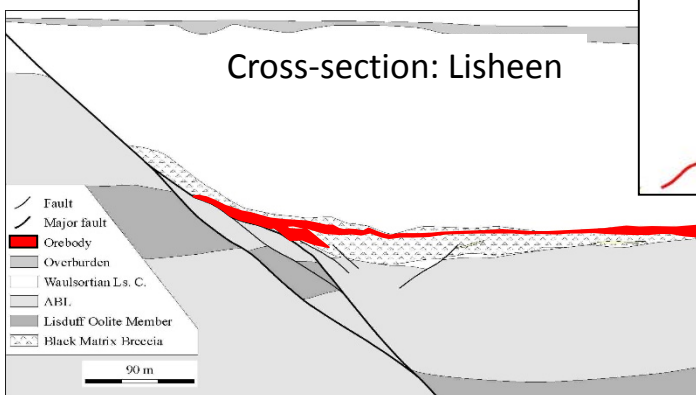 Cross-section: Lisheen
Fault
Major fault
Orebody
Overburden
Waulsortian Ls. C.
ABL
Lisduff Oolite Member
Black Matrix Breccia
90 m